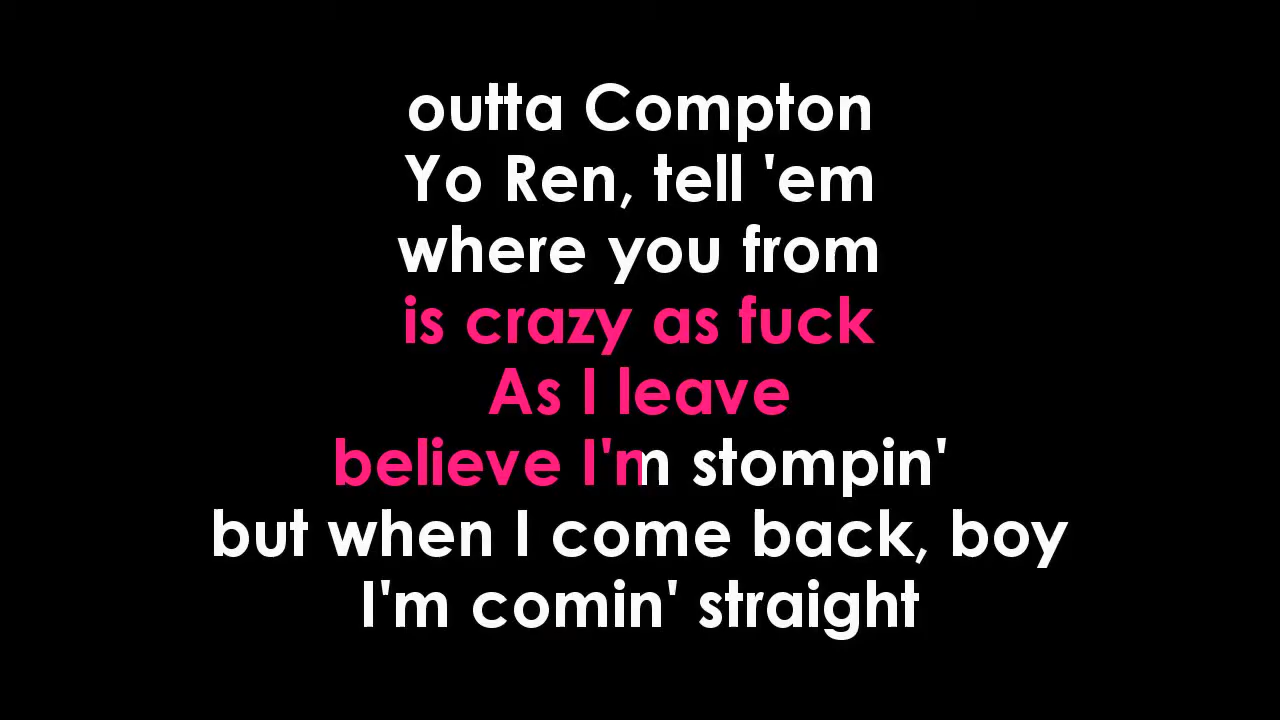 outta Compton
Yo Ren, tell 'em
where you from
is crazy as fuck
As I leave
believe I'm stompin'
but when I come back, boy
I'm comin' straight